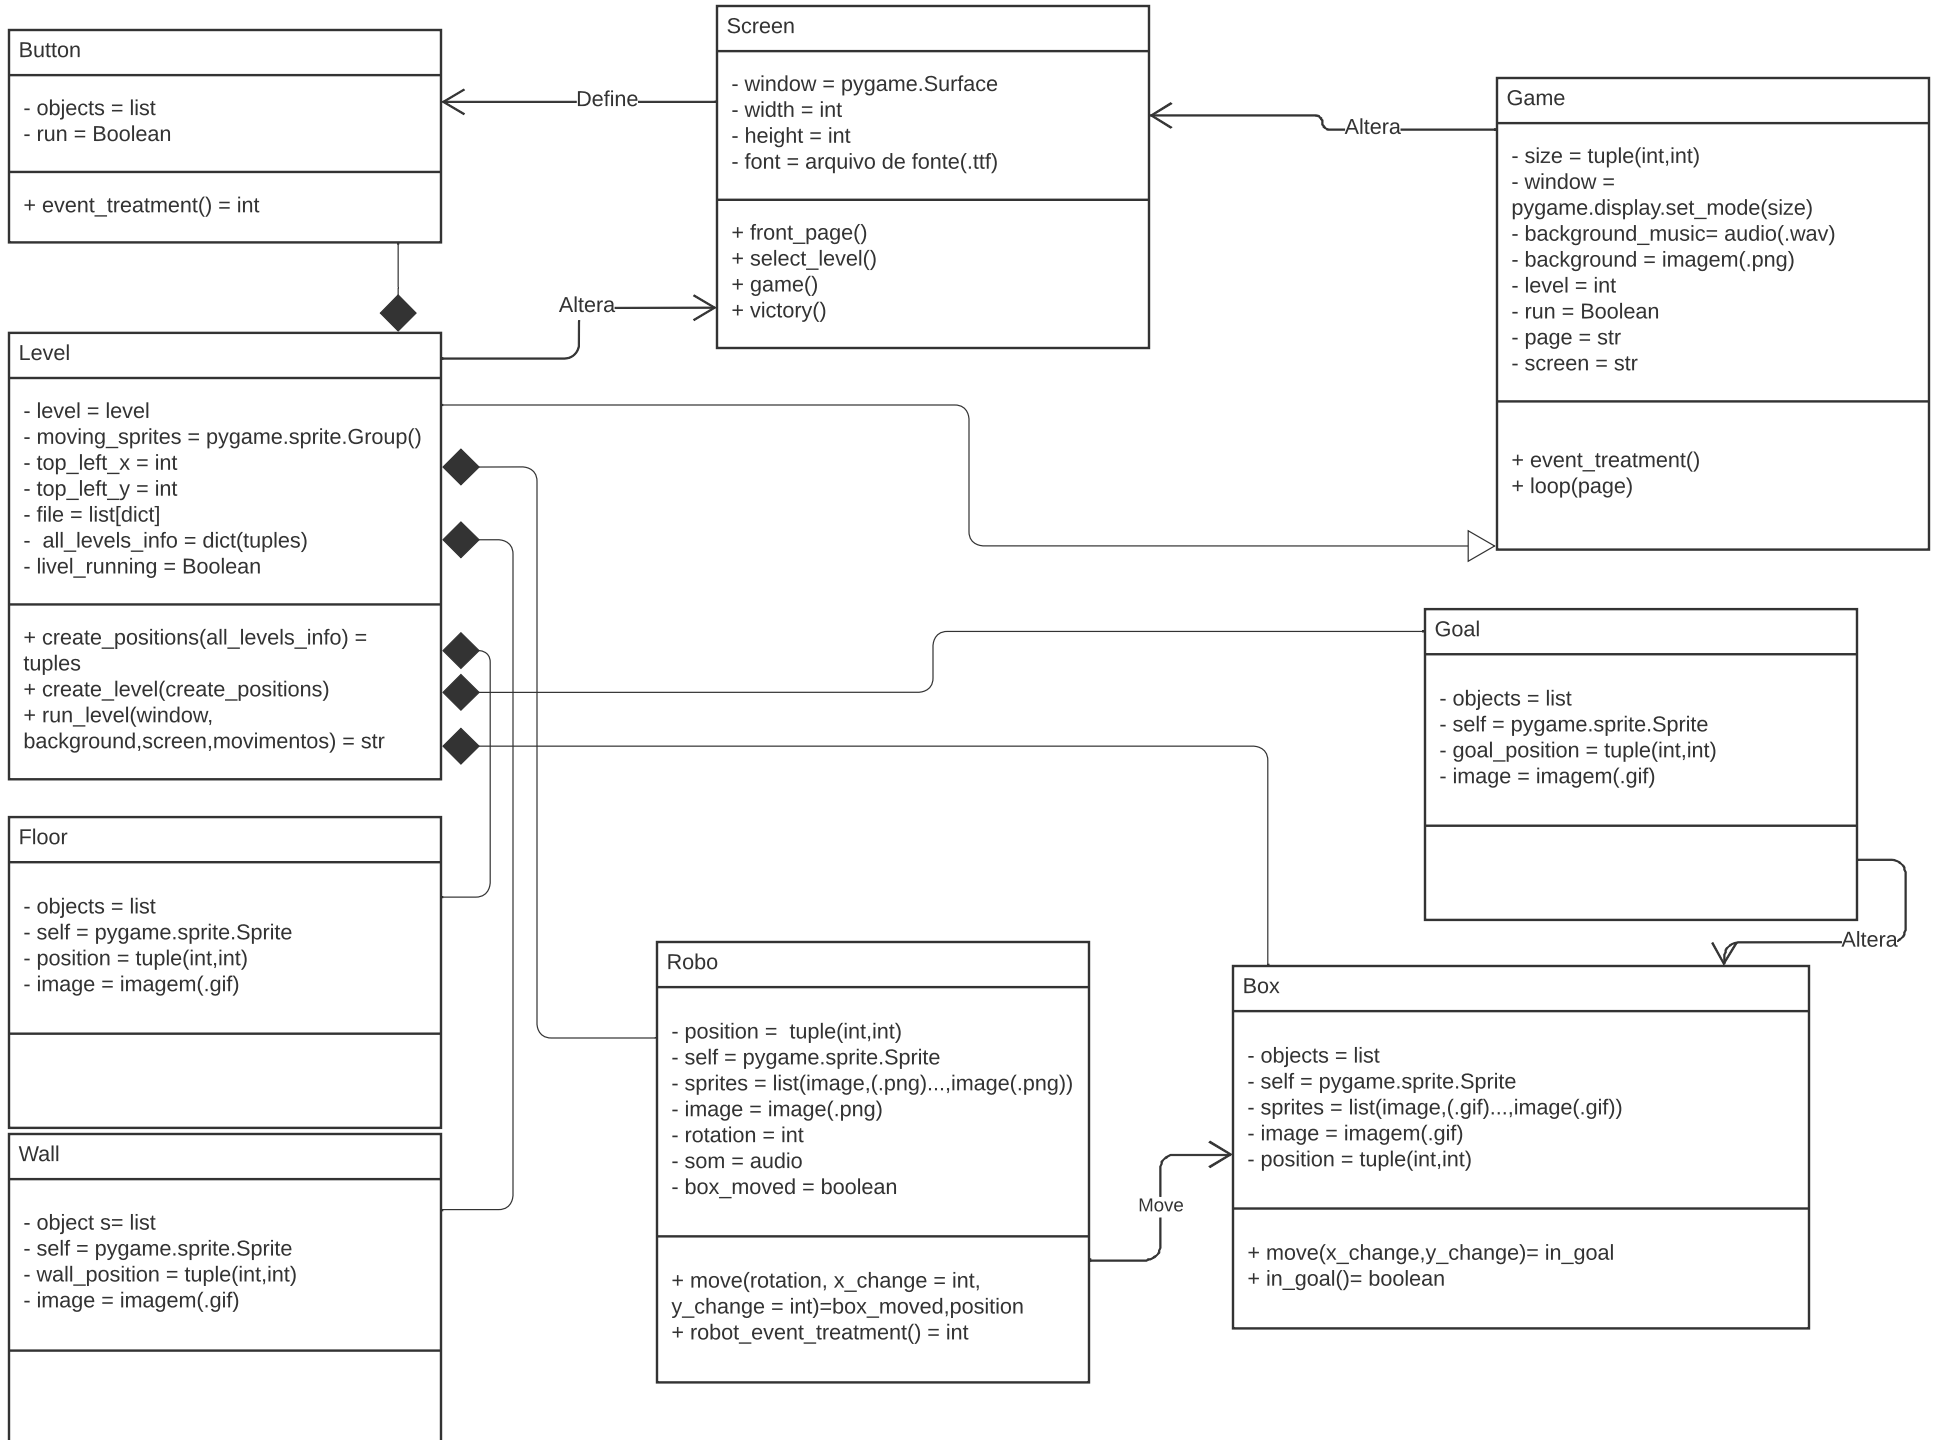 Button
- objects = list
- run = Boolean
+ event_treatment() = int
Define
Screen
- window = pygame.Surface
- width = int
- height = int
- font = arquivo de fonte(.ttf)
+ front_page()
+ select_level()
+ game()
+ victory()
Altera
Game
- size = tuple(int,int)
- window =
pygame.display.set_mode(size)
- background_music= audio(.wav)
- background = imagem(.png)
- level = int
- run = Boolean
- page = str
- screen = str
+ event_treatment()
+ loop(page)
Altera
Level
- level = level
- moving_sprites = pygame.sprite.Group()
- top_left_x = int
- top_left_y = int
- file = list[dict]
-  all_levels_info = dict(tuples)
- livel_running = Boolean
+ create_positions(all_levels_info) =
tuples
+ create_level(create_positions)
+ run_level(window,
background,screen,movimentos) = str
Goal
- objects = list
- self = pygame.sprite.Sprite
- goal_position = tuple(int,int)
- image = imagem(.gif)
Altera
Floor
- objects = list
- self = pygame.sprite.Sprite
- position = tuple(int,int)
- image = imagem(.gif)
Wall
- object s= list
- self = pygame.sprite.Sprite
- wall_position = tuple(int,int)
- image = imagem(.gif)
Robo
- position =  tuple(int,int)
- self = pygame.sprite.Sprite
- sprites = list(image,(.png)...,image(.png))
- image = image(.png)
- rotation = int
- som = audio
- box_moved = boolean
+ move(rotation, x_change = int,
y_change = int)=box_moved,position
+ robot_event_treatment() = int
Move
Box
- objects = list
- self = pygame.sprite.Sprite
- sprites = list(image,(.gif)...,image(.gif))
- image = imagem(.gif)
- position = tuple(int,int)
+ move(x_change,y_change)= in_goal
+ in_goal()= boolean